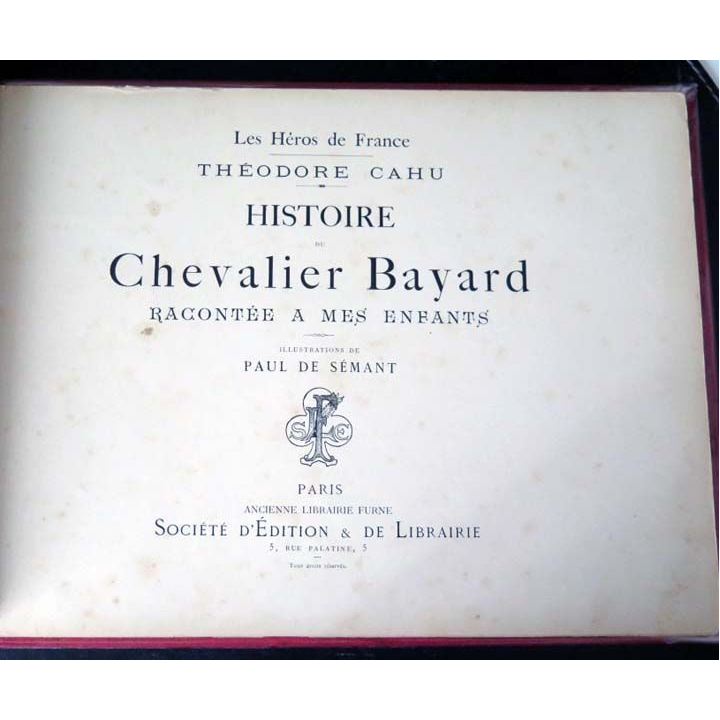 Les Héros de France
THÉODORE CAHU
HISTOIRE
DU
Chevalier Bayard
RACONTÉE A MES ENFANTS
ILLUSTRATIONS DE
PAUL DE SÉMANT
SFE
PARIS
ANCIENNE LIBRAIRIE FURNE
SOCIÉTÉ D'ÉDITION & DE LIBRAIRIE
5, RUE PALATINE, 5
Tous droits réservés.